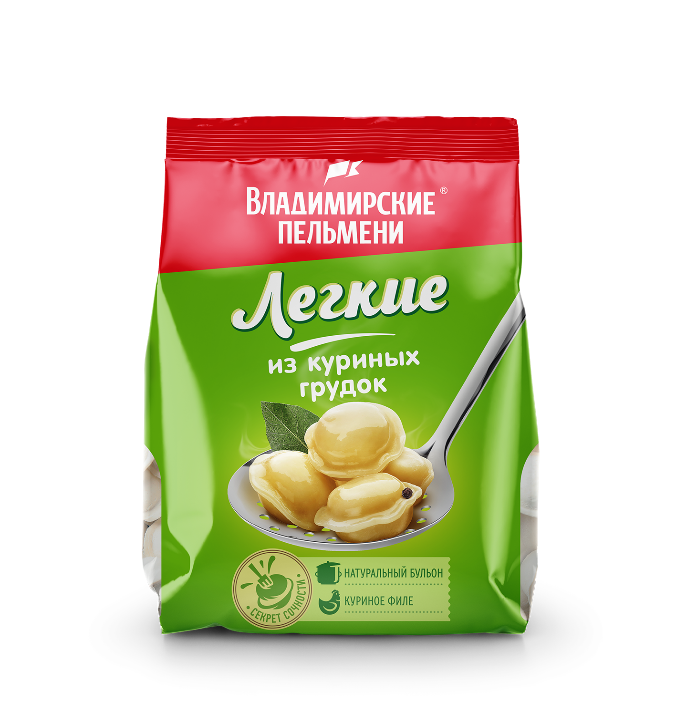 ВЛАДИМИРСКИЕ®
ПЕЛЬМЕНИ
Легкие
из куриных
грудок
СЕКРЕТ СОЧНОСТИ
НАТУРАЛЬНЫЙ БУЛЬОН
КУРИНОЕ ФИЛЕ